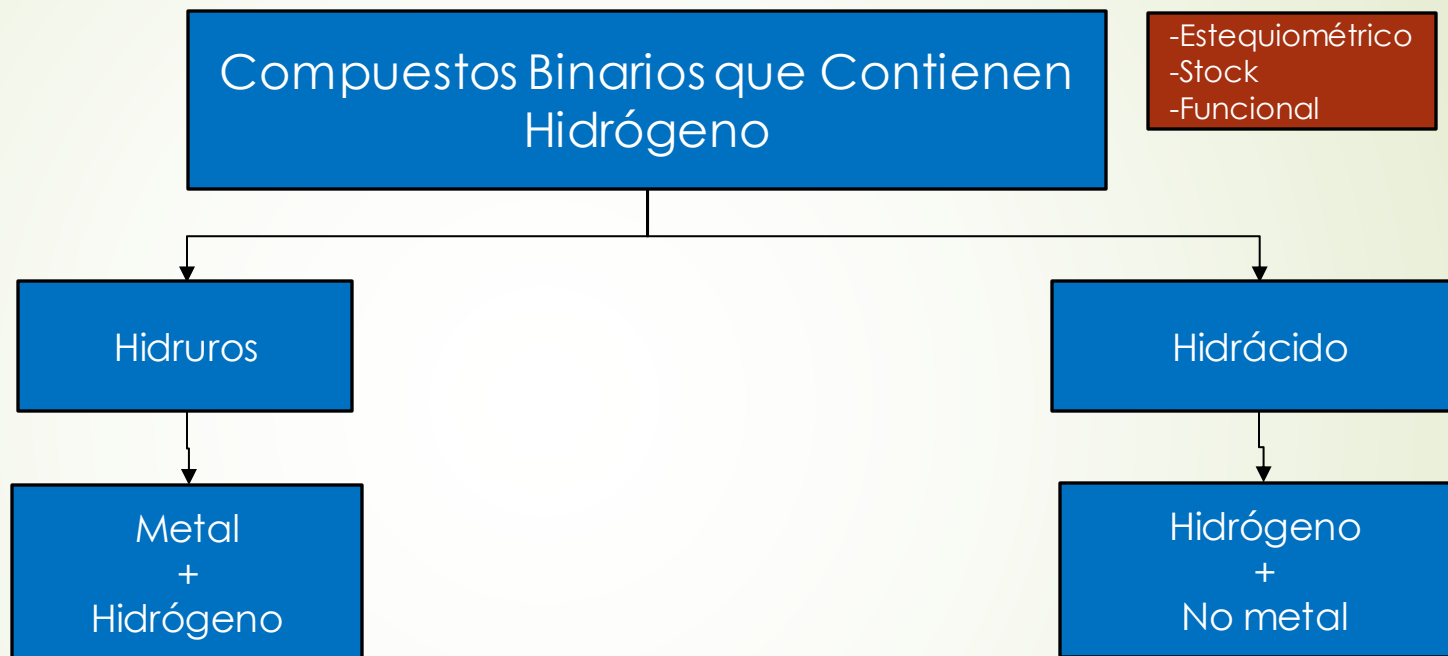 Compuestos Binarios que Contienen
Hidrógeno
-Estequiométrico
-Stock
-Funcional
Hidruros
Hidrácido
Metal
+
Hidrógeno
Hidrógeno
+
No metal